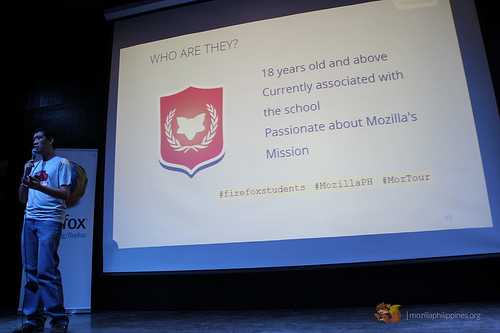 WHO ARE THEY?
18 years old and above
Currently associated with
the school
Passionate about Mozilla's
Mission
#firefoxstudents #MozillaPH #MozTour
fox
mozillaphilippines.org